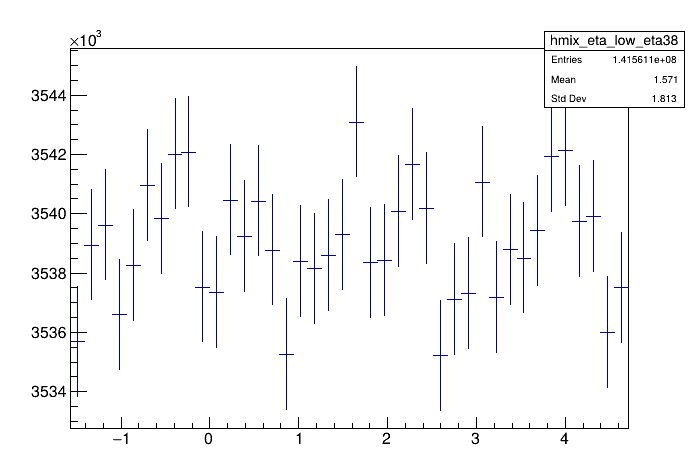 ×10³
hmix_eta_low_eta38
Entries 1.415611e+08
Mean 1.571
Std Dev 1.813
3544
3542
3540
3538
3536
3534
−1 0 1 2 3 4